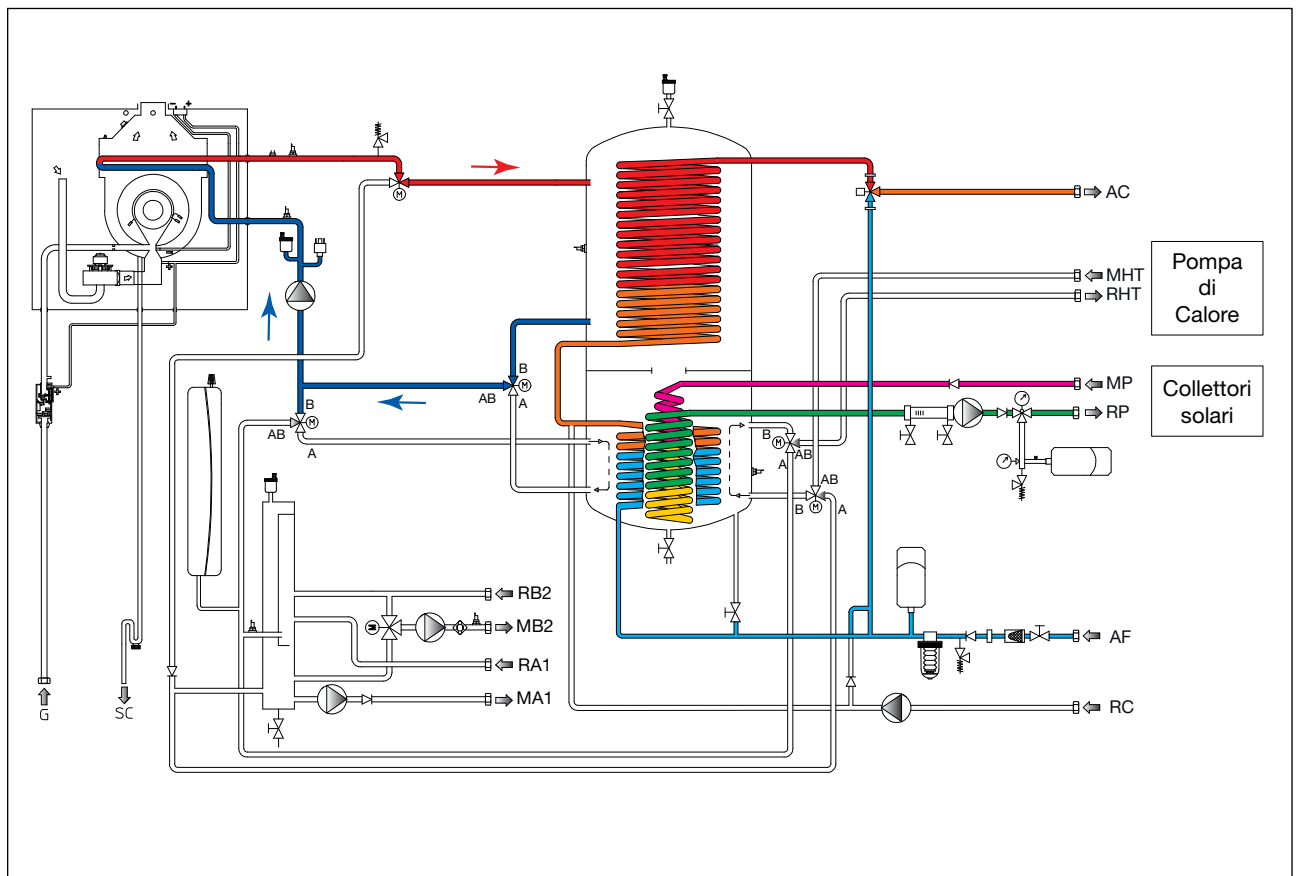 M
AC
MHT
RHT
Pompa
di
Calore
B
AB
M
A
MP
RP
Collettori
solari
B
AB
M
A
B
M
AB
A
AB
B
M
A
RB2
MB2
M
RA1
MA1
AF
RC
G
SC